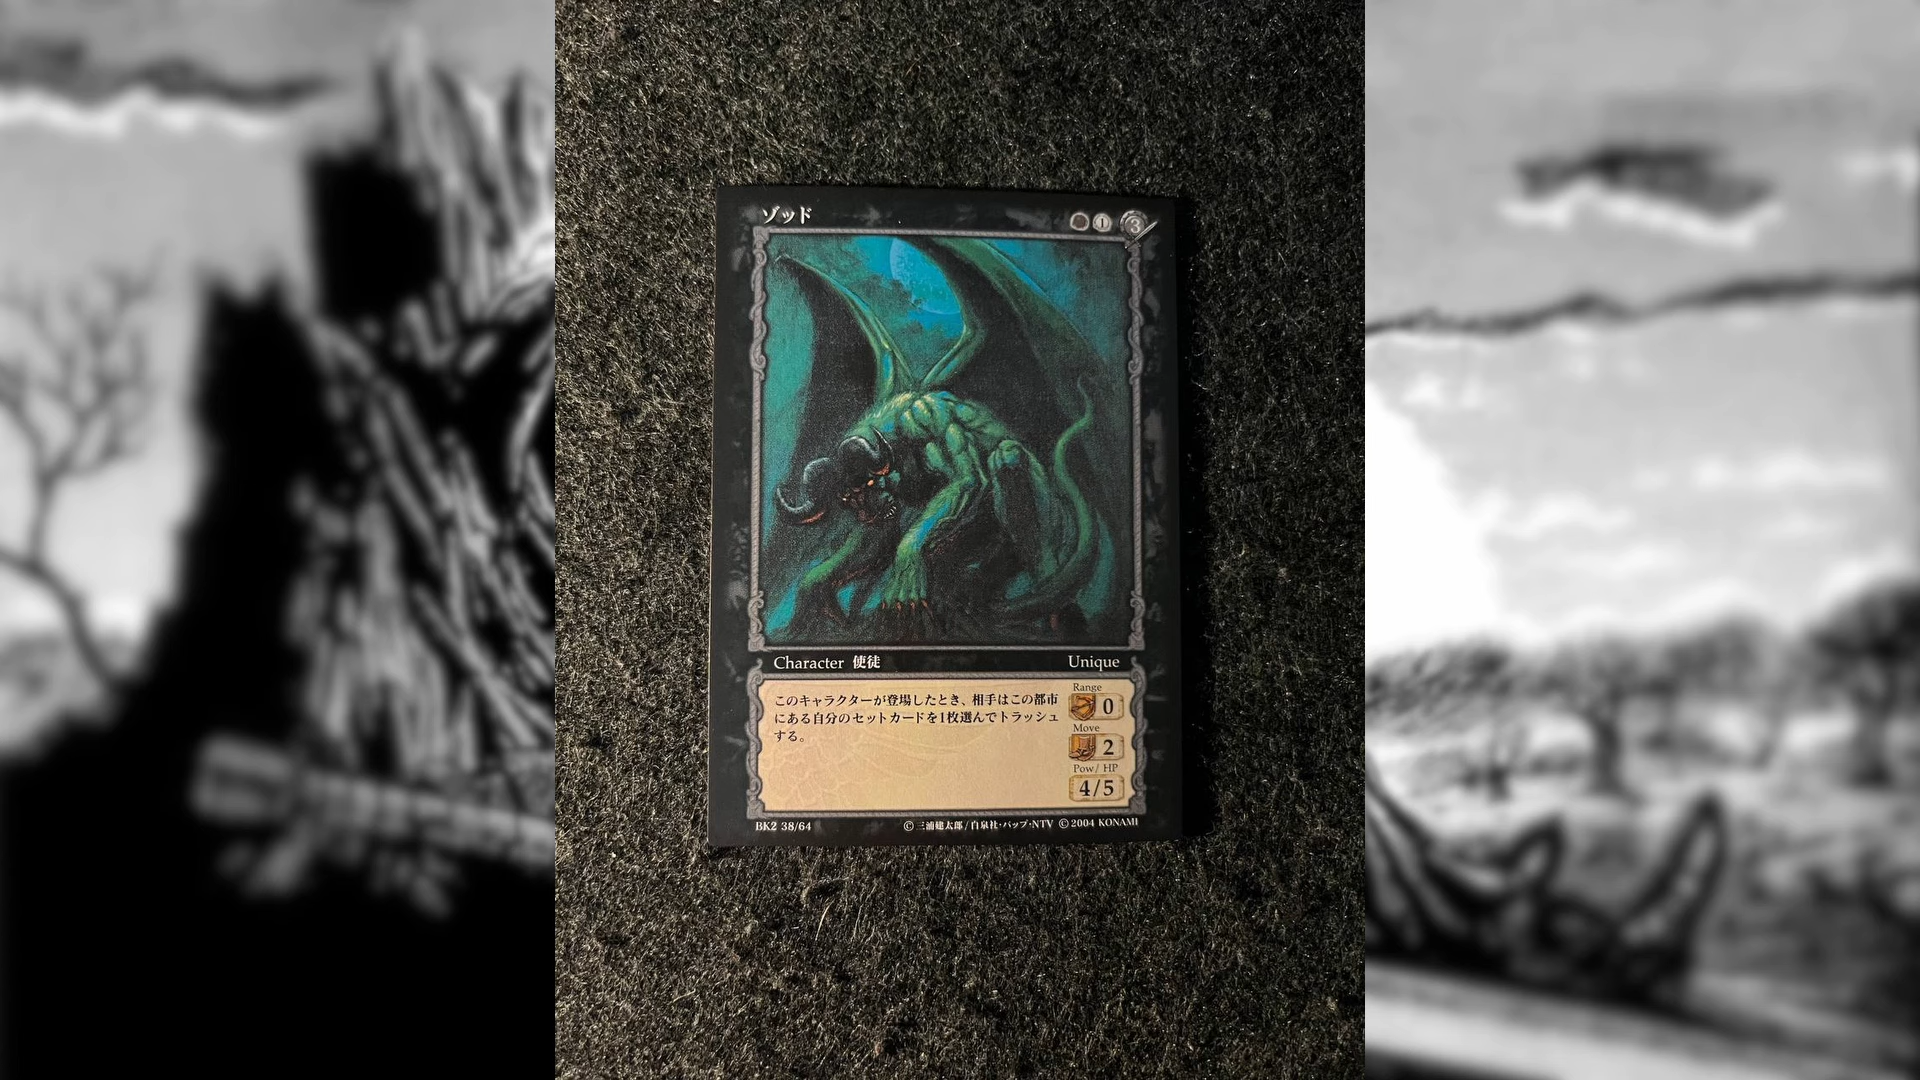 ゾッド
1 3
Character 使徒 Unique
このキャラクターが登場したとき、相手はこの都市
にある自分のセットカードを1枚選んでトラッシュ
する。
Range
0
Move
2
Pow/ HP
4/5
BK2 38/64
© 三浦建太郎/白泉社・バップ・NTV © 2004 KONAMI